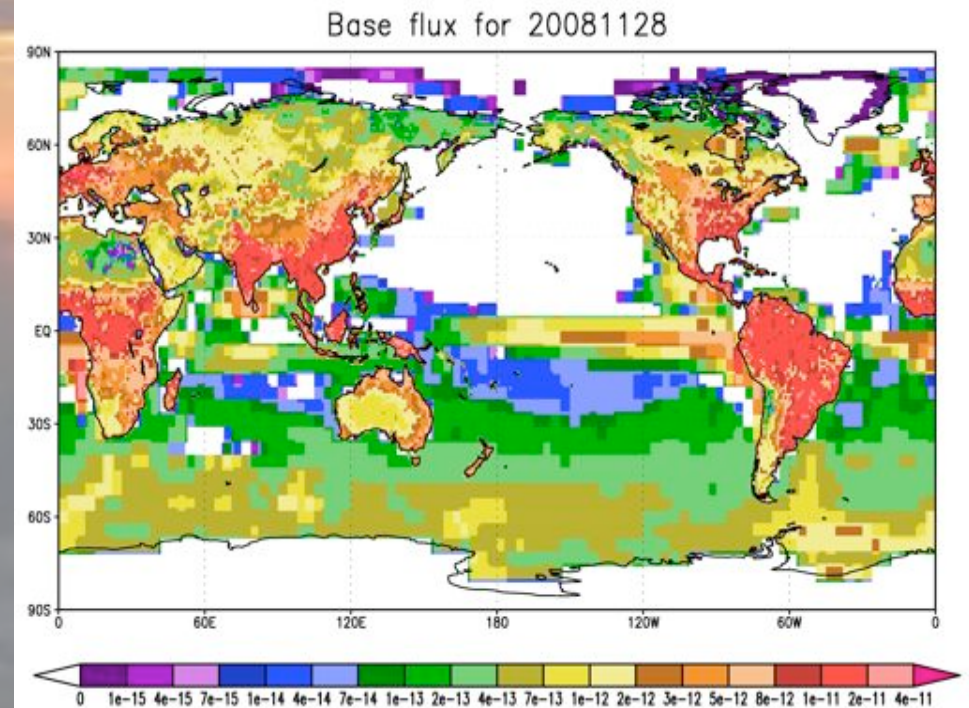 Base flux for 20081128
90N
60N
30N
EQ
30S
60S
90S
0 60E 120E 180 120W 60W 0
0 1e-15 4e-15 7e-15 1e-14 4e-14 7e-14 1e-13 2e-13 4e-13 7e-13 1e-12 2e-12 3e-12 5e-12 8e-12 1e-11 2e-11 4e-11